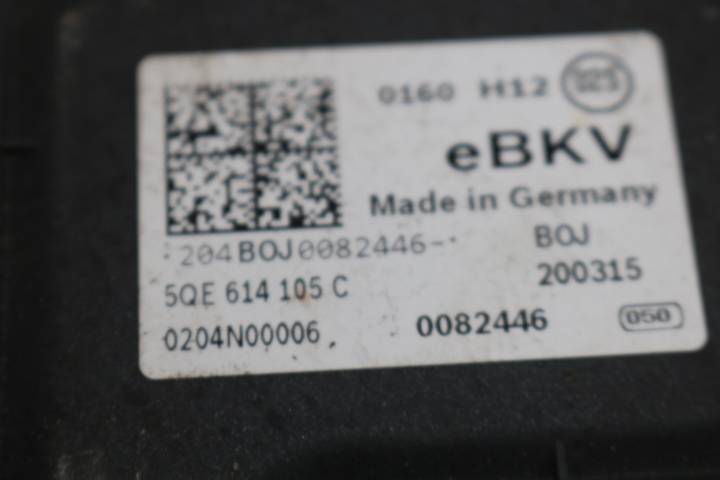 0160 H12
eBKV
Made in Germany
204BOJ0082446-
BOJ
5QE 614 105 C
200315
0204N00006
0082446
050